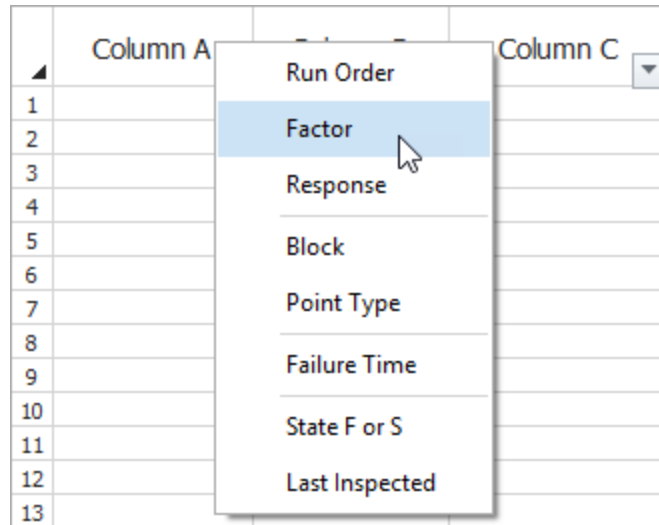 Column A
Column C
Run Order
Factor
Response
Block
Point Type
Failure Time
State F or S
Last Inspected
1
2
3
4
5
6
7
8
9
10
11
12
13